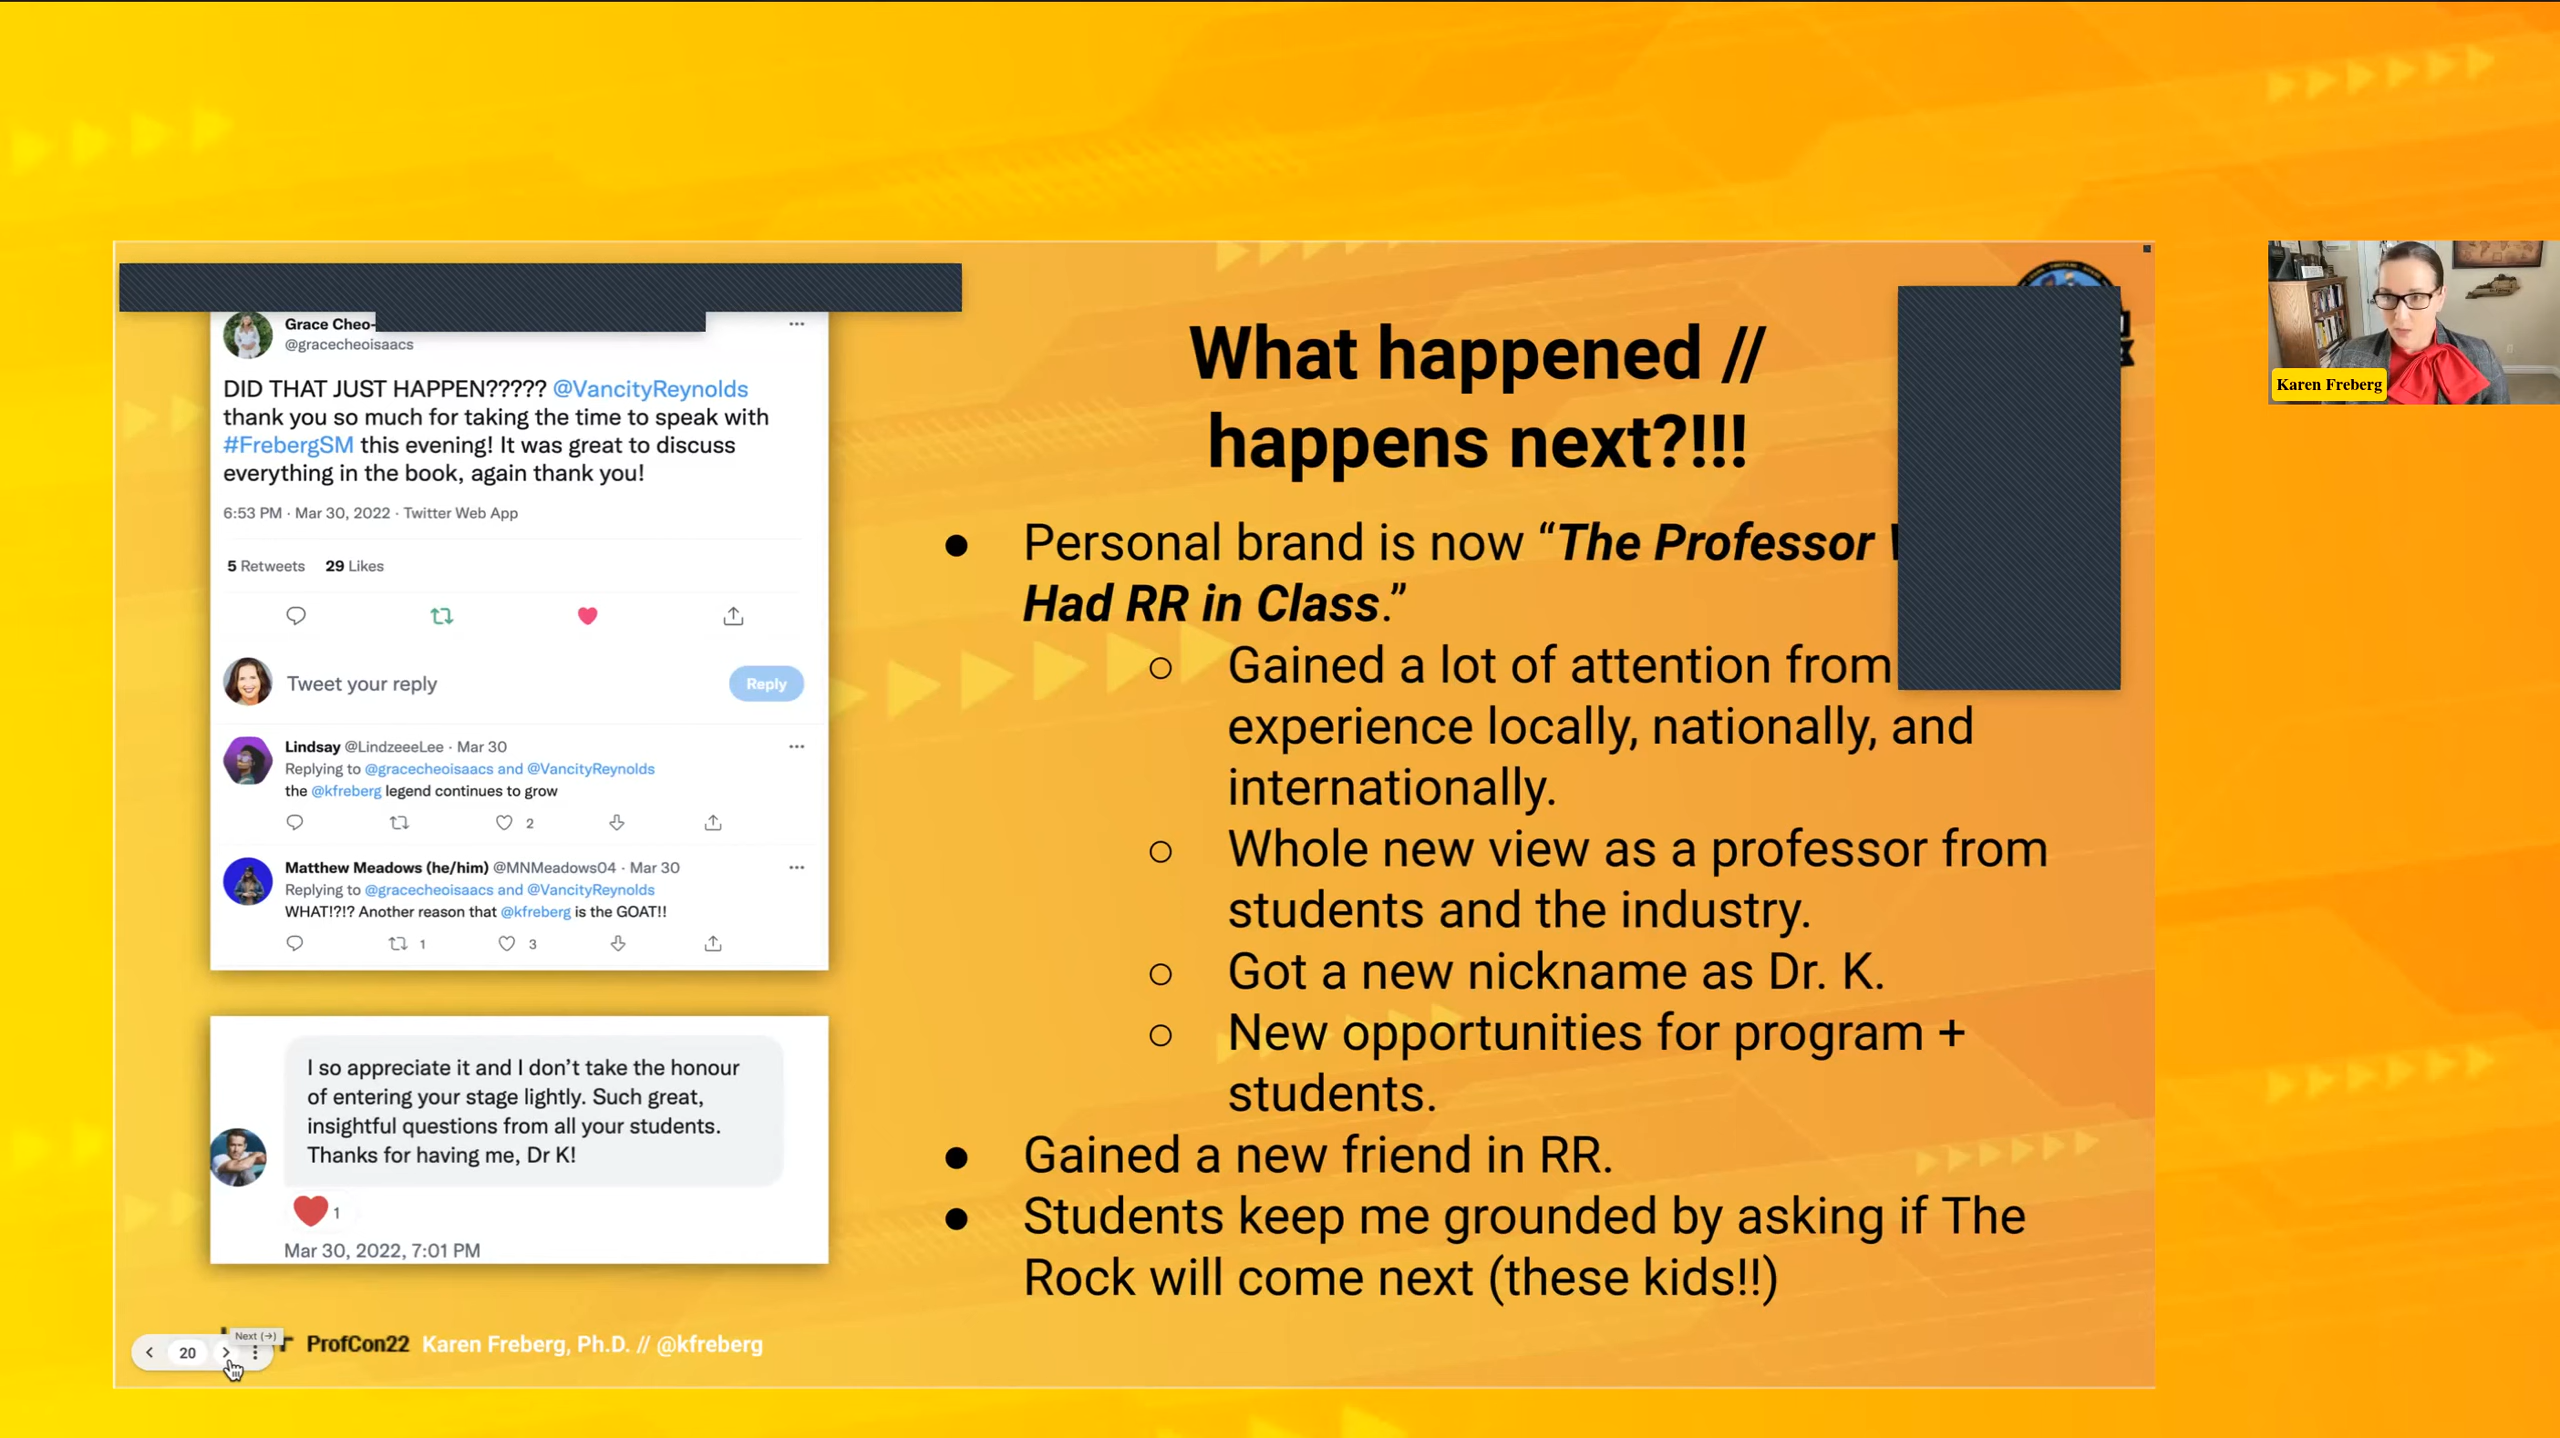 Grace Cheo-
@gracecheoisaacs
DID THAT JUST HAPPEN????? @VancityReynolds
thank you so much for taking the time to speak with
#FrebergSM this evening! It was great to discuss
everything in the book, again thank you!
6:53 PM · Mar 30, 2022 · Twitter Web App
5 Retweets 29 Likes
Tweet your reply
Reply
Lindsay @LindzeeeLee · Mar 30
Replying to @gracecheoisaacs and @VancityReynolds
the @kfreberg legend continues to grow
2
Matthew Meadows (he/him) @MNMeadows04 · Mar 30
Replying to @gracecheoisaacs and @VancityReynolds
WHAT!?!? Another reason that @kfreberg is the GOAT!!
1 3
I so appreciate it and I don't take the honour
of entering your stage lightly. Such great,
insightful questions from all your students.
Thanks for having me, Dr K!
1
Mar 30, 2022, 7:01 PM
What happened //
happens next?!!!
● Personal brand is now “The Professor
Had RR in Class.”
○ Gained a lot of attention from
experience locally, nationally, and
internationally.
○ Whole new view as a professor from
students and the industry.
○ Got a new nickname as Dr. K.
○ New opportunities for program +
students.
● Gained a new friend in RR.
● Students keep me grounded by asking if The
Rock will come next (these kids!!)
Next (→)
20
ProfCon22 Karen Freberg, Ph.D. // @kfreberg
Karen Freberg